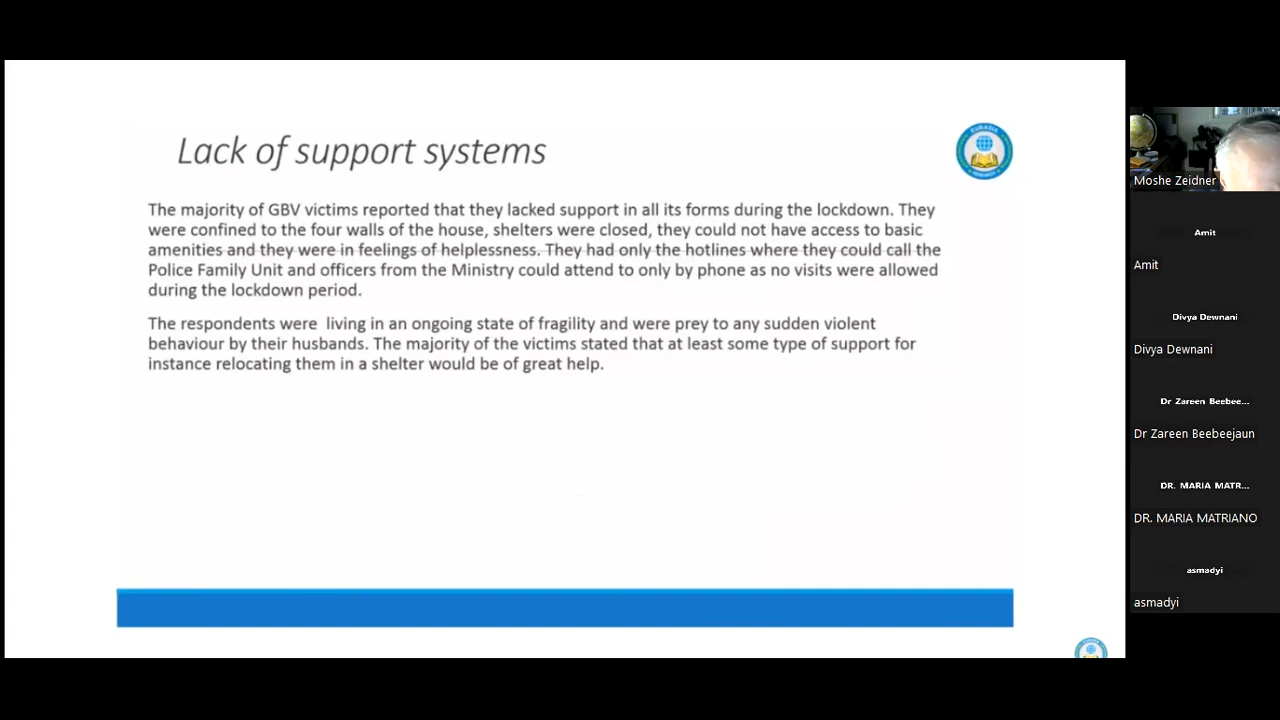 Lack of support systems
EURASIA
RESEARCH
The majority of GBV victims reported that they lacked support in all its forms during the lockdown. They
were confined to the four walls of the house, shelters were closed, they could not have access to basic
amenities and they were in feelings of helplessness. They had only the hotlines where they could call the
Police Family Unit and officers from the Ministry could attend to only by phone as no visits were allowed
during the lockdown period.
The respondents were living in an ongoing state of fragility and were prey to any sudden violent
behaviour by their husbands. The majority of the victims stated that at least some type of support for
instance relocating them in a shelter would be of great help.
Moshe Zeidner
Amit
Amit
Divya Dewnani
Divya Dewnani
Dr Zareen Beebee...
Dr Zareen Beebeejaun
DR. MARIA MATR...
DR. MARIA MATRIANO
asmadyi
asmadyi